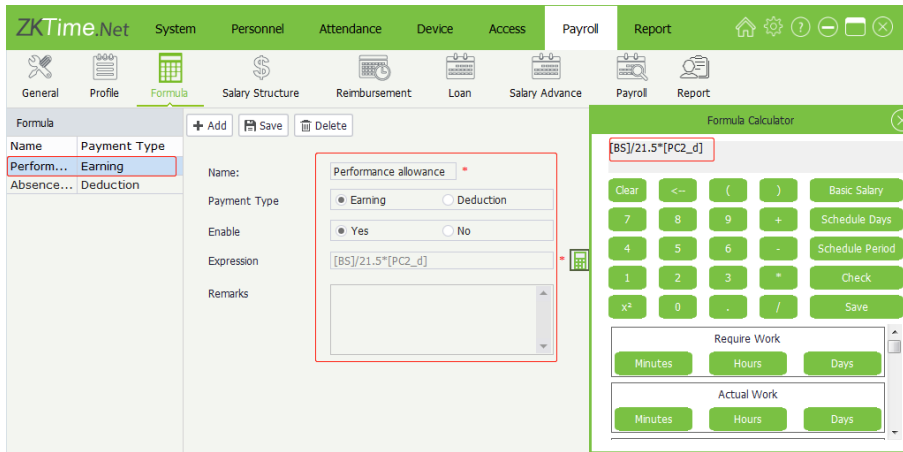 ZKTime.Net System Personnel Attendance Device Access Payroll Report
General Profile Formula Salary Structure Reimbursement Loan Salary Advance Payroll Report
Formula
Name Payment Type
Perform... Earning
Absence... Deduction
Add Save Delete
Name: Performance allowance *
Payment Type Earning Deduction
Enable Yes No
Expression [BS]/21.5*[PC2_d] *
Remarks
Formula Calculator
[BS]/21.5*[PC2_d]
Clear <-- ( ) Basic Salary
7 8 9 + Schedule Days
4 5 6 - Schedule Period
1 2 3 * Check
x² 0 . / Save
Require Work
Minutes Hours Days
Actual Work
Minutes Hours Days